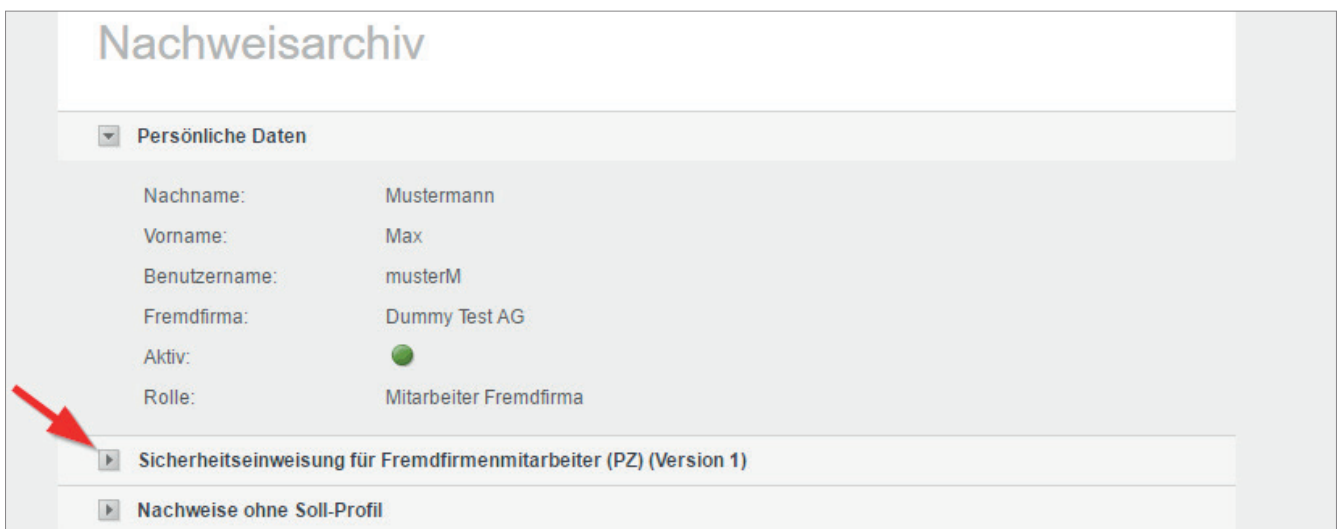 Nachweisarchiv
Persönliche Daten
Nachname: Mustermann
Vorname: Max
Benutzername: musterM
Fremdfirma: Dummy Test AG
Aktiv:
Rolle: Mitarbeiter Fremdfirma
Sicherheitseinweisung für Fremdfirmenmitarbeiter (PZ) (Version 1)
Nachweise ohne Soll-Profil